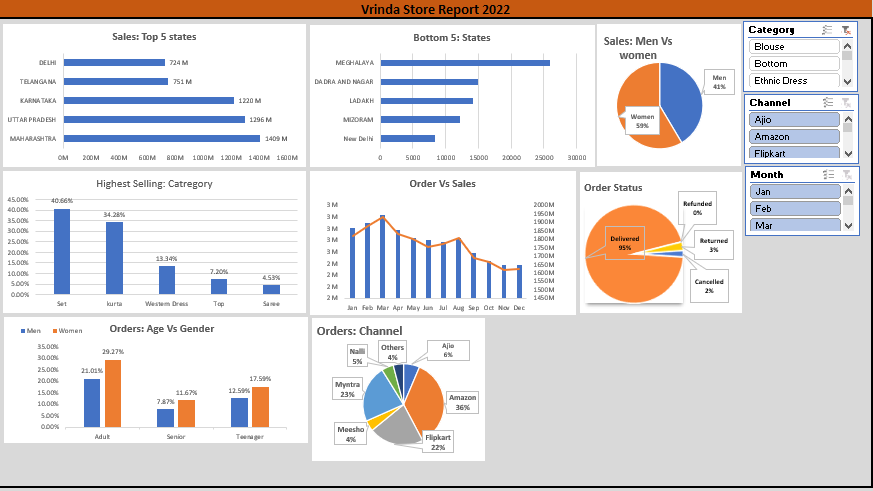 Vrinda Store Report 2022
Sales: Top 5 states
DELHI 724 M
TELANGANA 751 M
KARNATAKA 1220 M
UTTAR PRADESH 1296 M
MAHARASHTRA 1409 M
0M 200M 400M 600M 800M 1000M 1200M 1400M 1600M
Bottom 5: States
MEGHALAYA
DADRA AND NAGAR
LADAKH
MIZORAM
New Delhi
0 5000 10000 15000 20000 25000 30000
Sales: Men Vs
women
Men
41%
Women
59%
Category
Blouse
Bottom
Ethnic Dress
Channel
Ajio
Amazon
Flipkart
Month
Jan
Feb
Mar
Highest Selling: Catregory
45.00%
40.00%
35.00%
30.00%
25.00%
20.00%
15.00%
10.00%
5.00%
0.00%
40.66% 34.28% 13.34% 7.20% 4.53%
Set kurta Western Dress Top Saree
Order Vs Sales
3 M
3 M
3 M
3 M
3 M
2 M
2 M
2 M
2 M
2000M
1950M
1900M
1850M
1800M
1750M
1700M
1650M
1600M
1550M
1500M
1450M
Jan Feb Mar Apr May Jun Jul Aug Sep Oct Nov Dec
Order Status
Refunded
0%
Delivered
95%
Returned
3%
Cancelled
2%
Orders: Age Vs Gender
Men Women
35.00%
30.00%
25.00%
20.00%
15.00%
10.00%
5.00%
0.00%
21.01% 29.27% 7.87% 11.67% 12.59% 17.59%
Adult Senior Teenager
Orders: Channel
Nalli
5%
Others
4%
Ajio
6%
Myntra
23%
Amazon
36%
Meesho
4%
Flipkart
22%